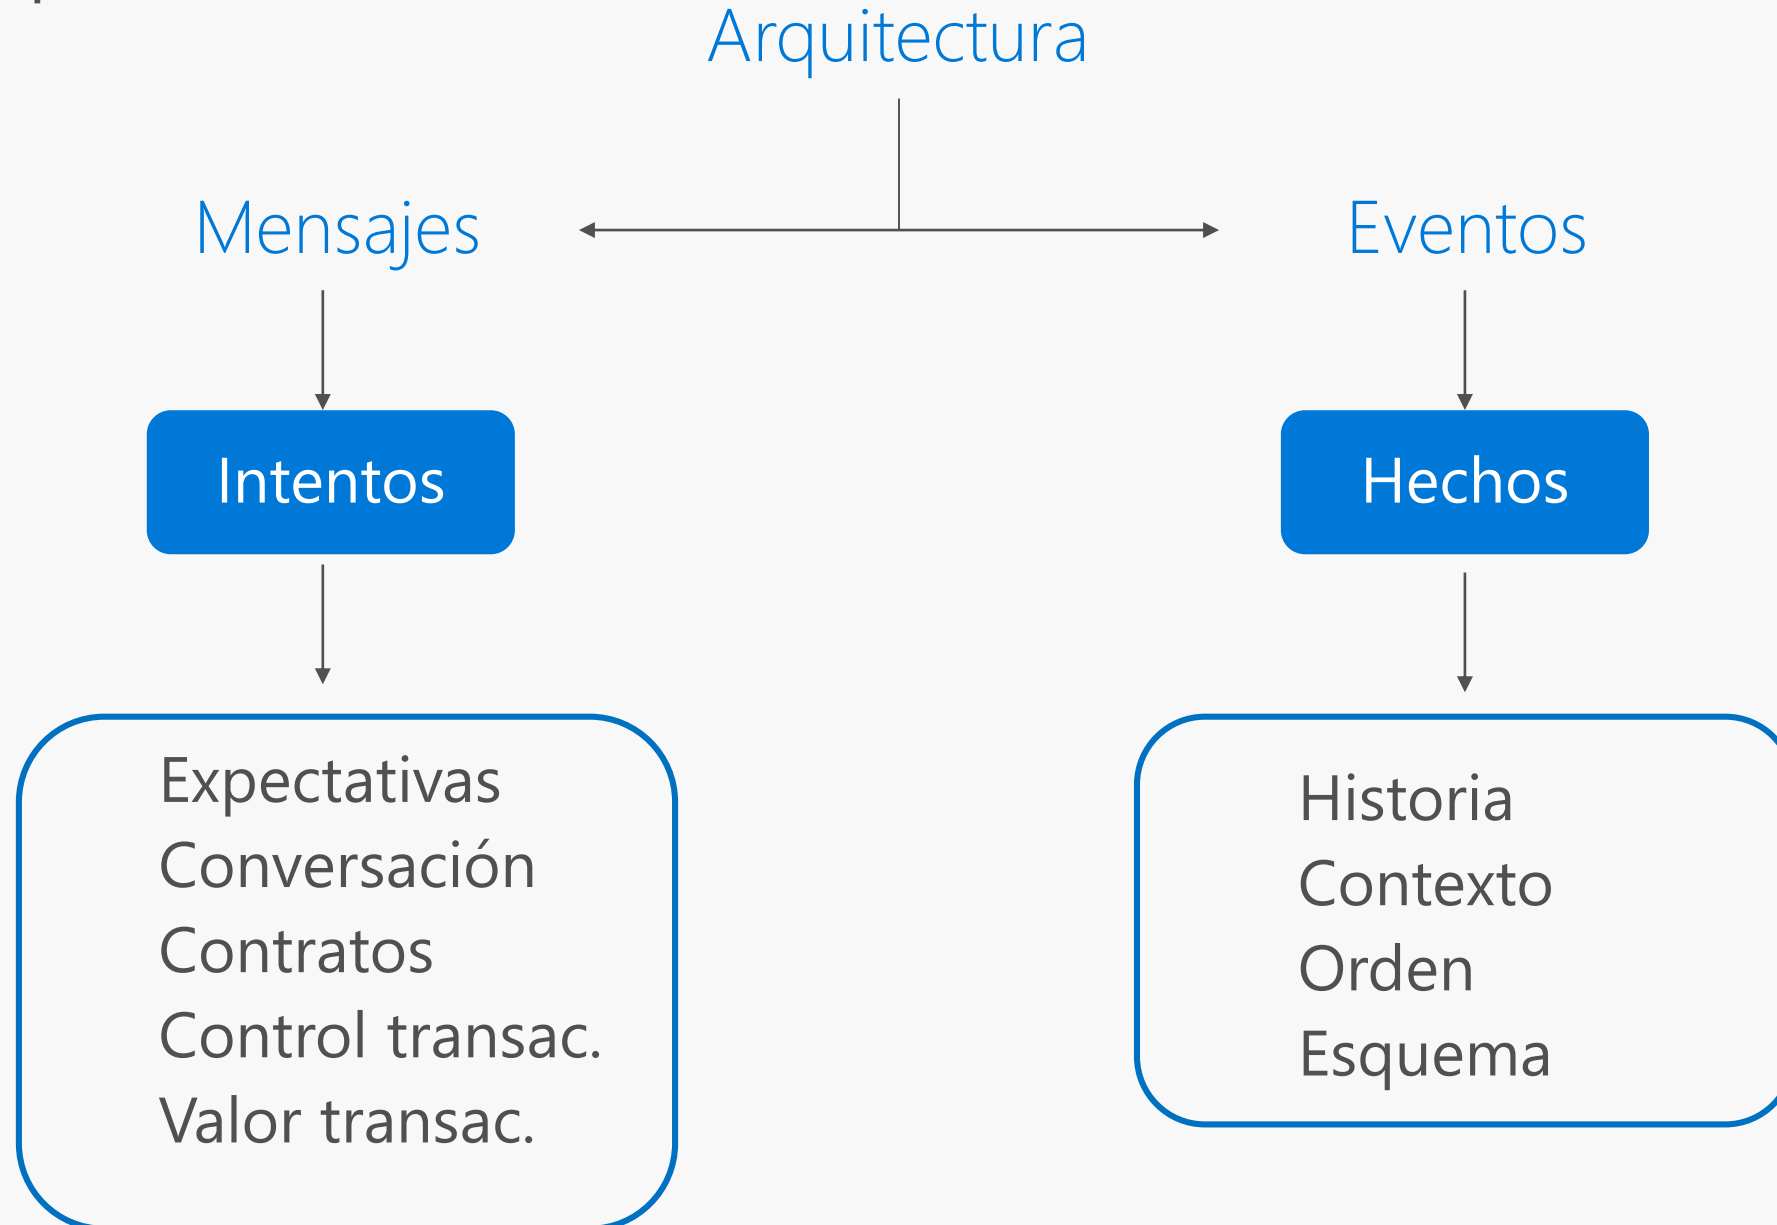 Arquitectura
Mensajes
Eventos
Intentos
Hechos
Expectativas
Conversación
Contratos
Control transac.
Valor transac.
Historia
Contexto
Orden
Esquema